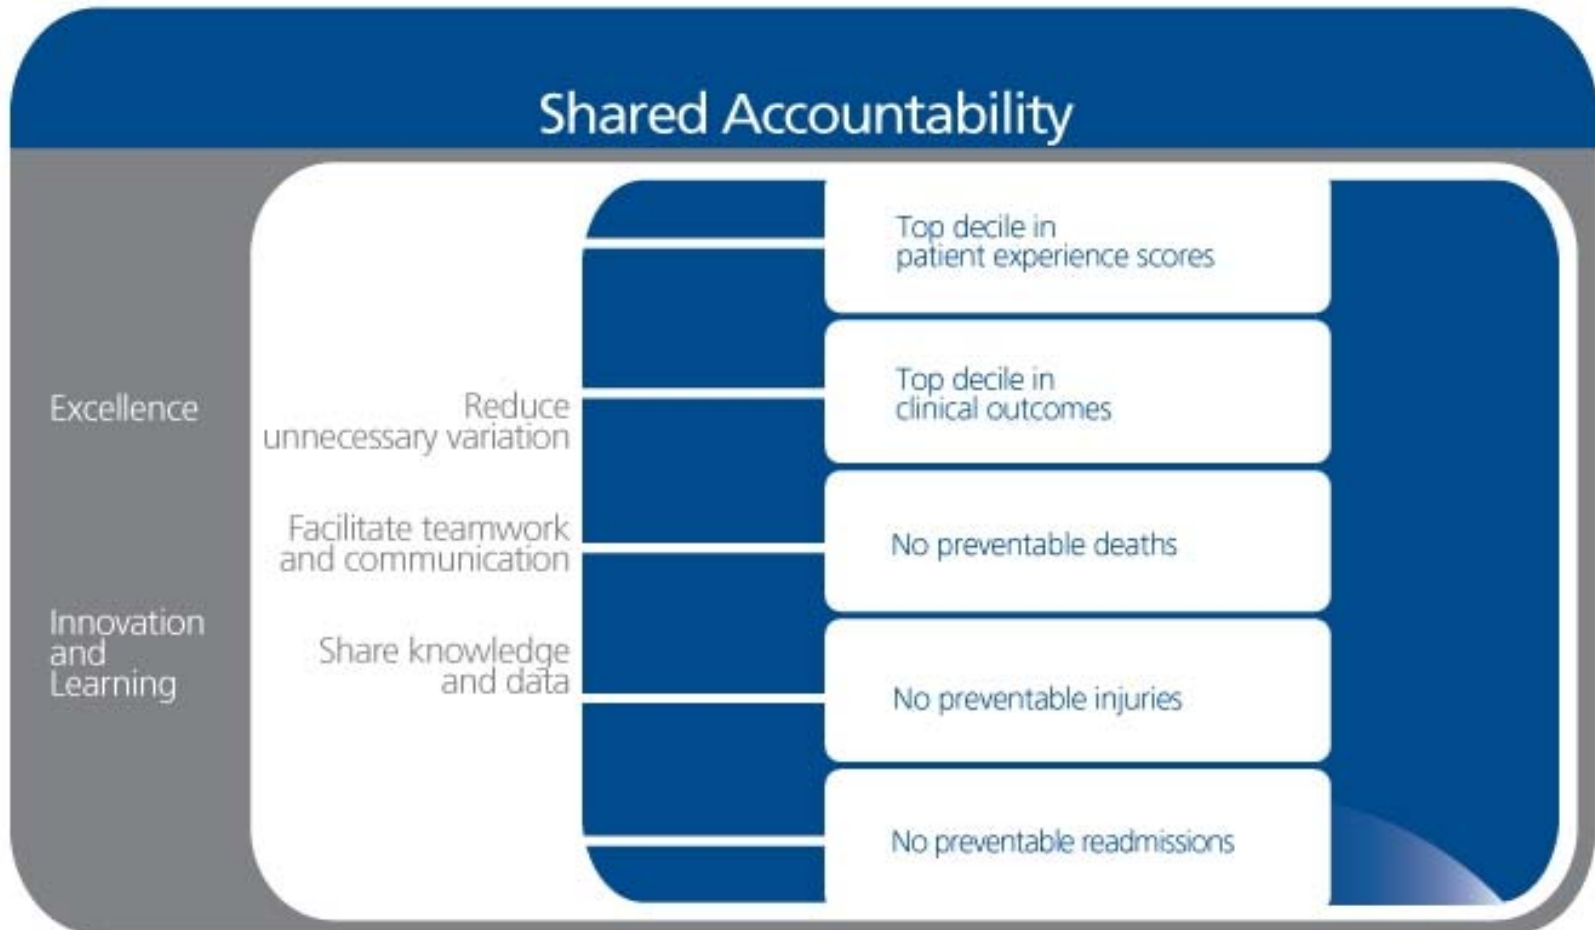 Shared Accountability
Excellence
Innovation
and
Learning
Reduce
unnecessary variation
Facilitate teamwork
and communication
Share knowledge
and data
Top decile in
patient experience scores
Top decile in
clinical outcomes
No preventable deaths
No preventable injuries
No preventable readmissions